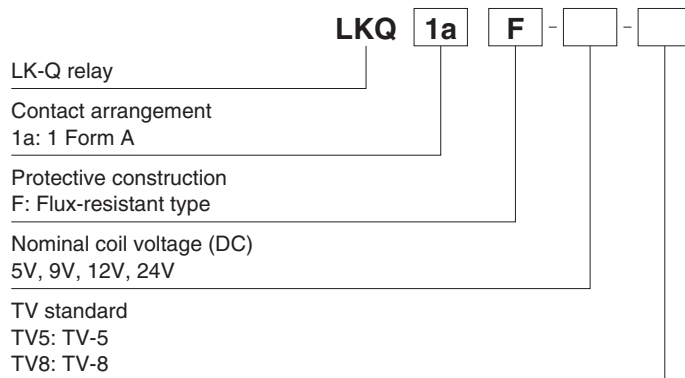 LKQ 1a F - -
LK-Q relay
Contact arrangement
1a: 1 Form A
Protective construction
F: Flux-resistant type
Nominal coil voltage (DC)
5V, 9V, 12V, 24V
TV standard
TV5: TV-5
TV8: TV-8